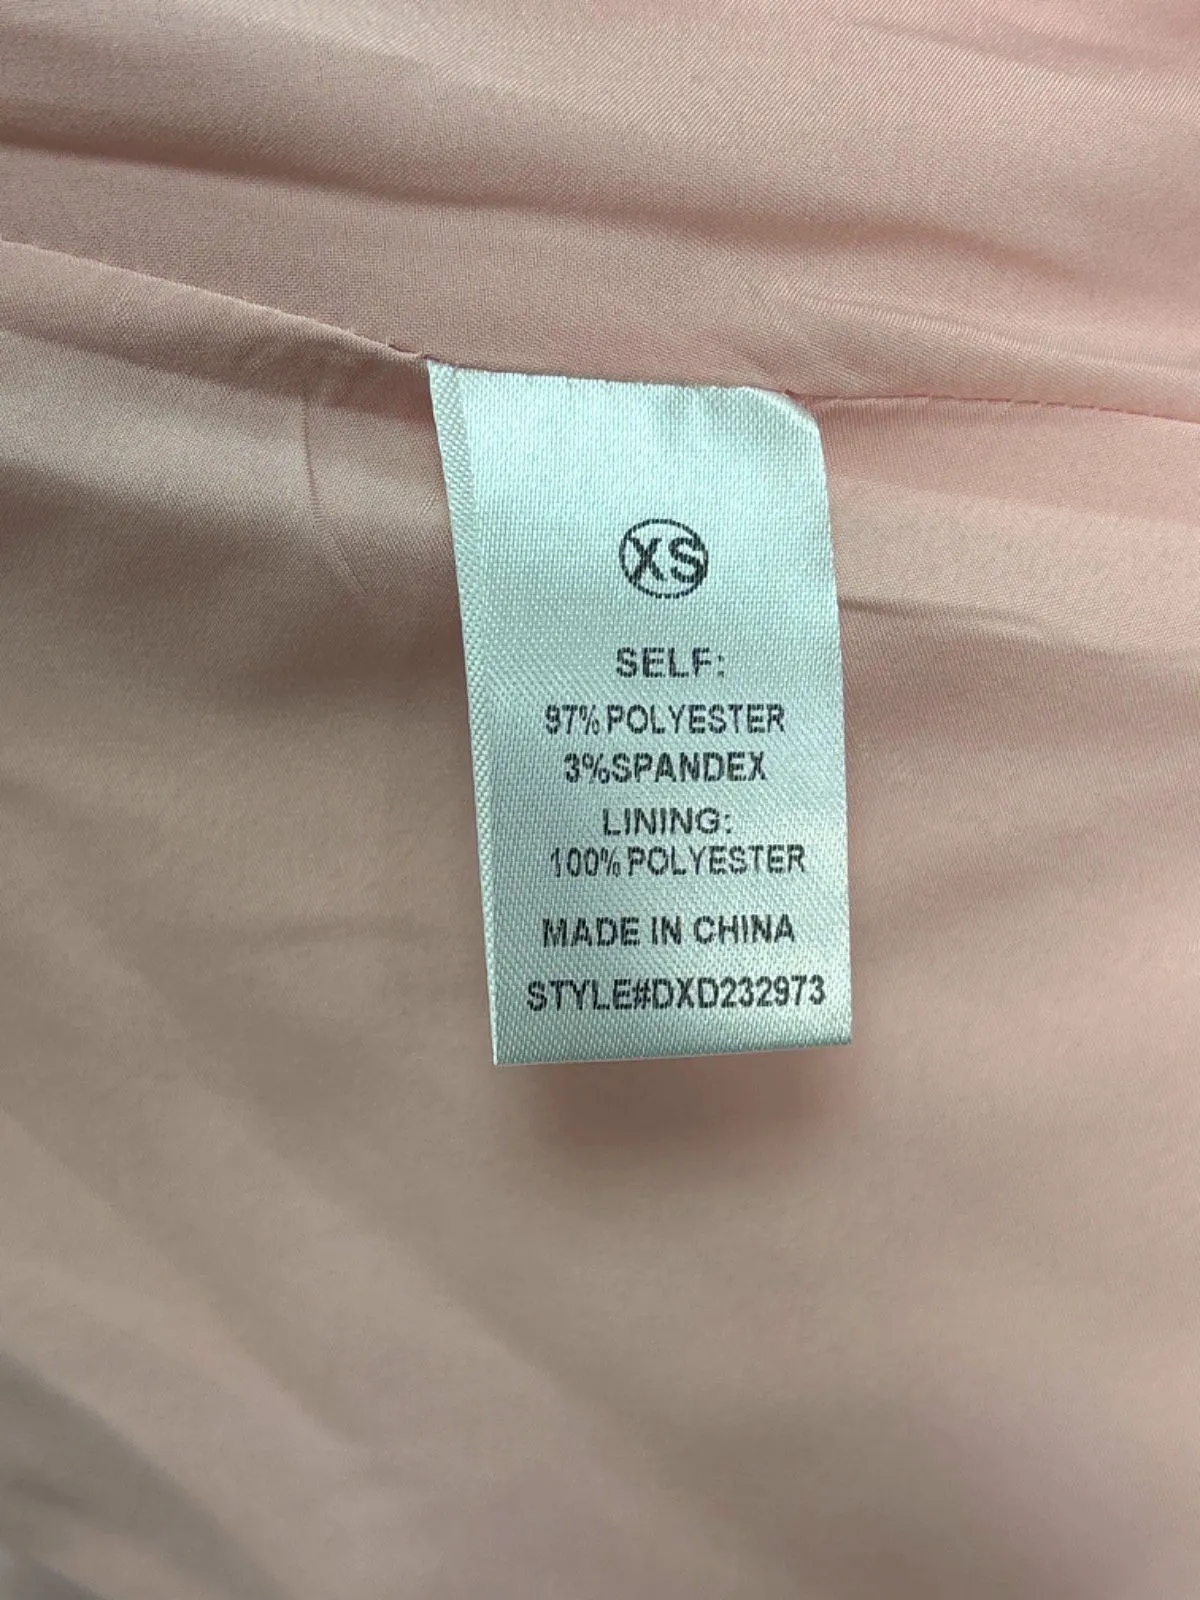 XS
SELF:
97% POLYESTER
3%SPANDEX
LINING:
100% POLYESTER
MADE IN CHINA
STYLE#DXD232973